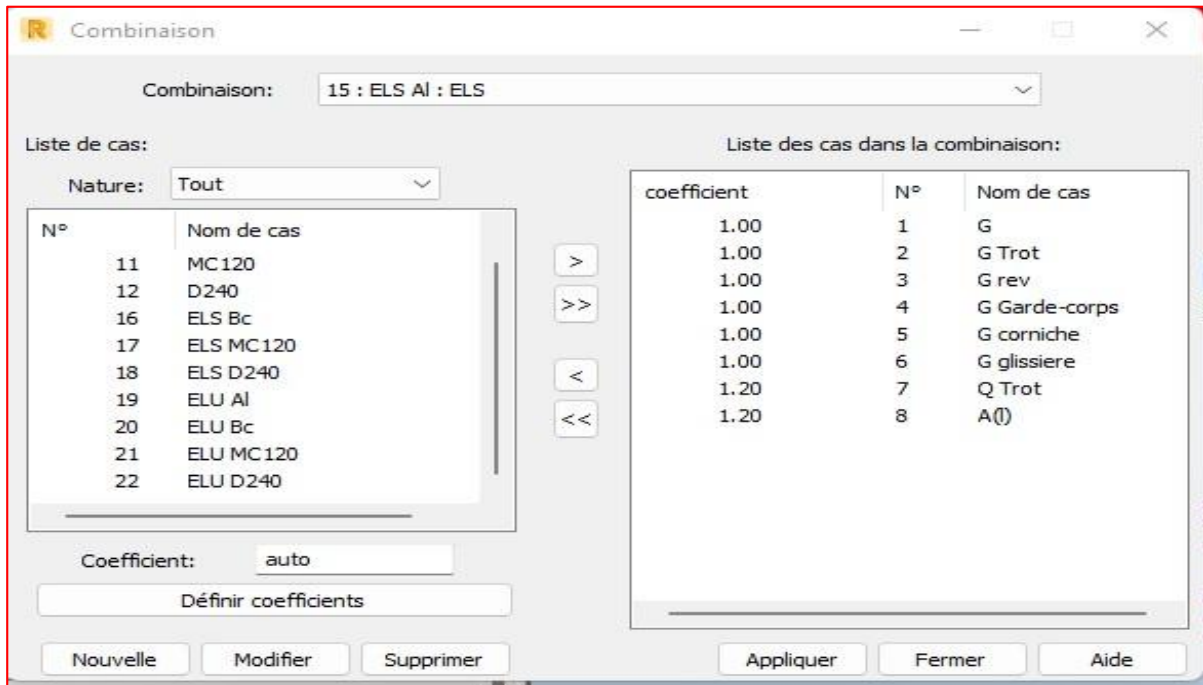 Combinaison
Combinaison: 15 : ELS Al : ELS
Liste de cas:
Nature: Tout
N° Nom de cas
11 MC120
12 D240
16 ELS Bc
17 ELS MC120
18 ELS D240
19 ELU Al
20 ELU Bc
21 ELU MC120
22 ELU D240
Coefficient: auto
Définir coefficients
Nouvelle Modifier Supprimer
>
>>
<
<<
Liste des cas dans la combinaison:
coefficient N° Nom de cas
1.00 1 G
1.00 2 G Trot
1.00 3 G rev
1.00 4 G Garde-corps
1.00 5 G corniche
1.00 6 G glissiere
1.20 7 Q Trot
1.20 8 A(l)
Appliquer Fermer Aide